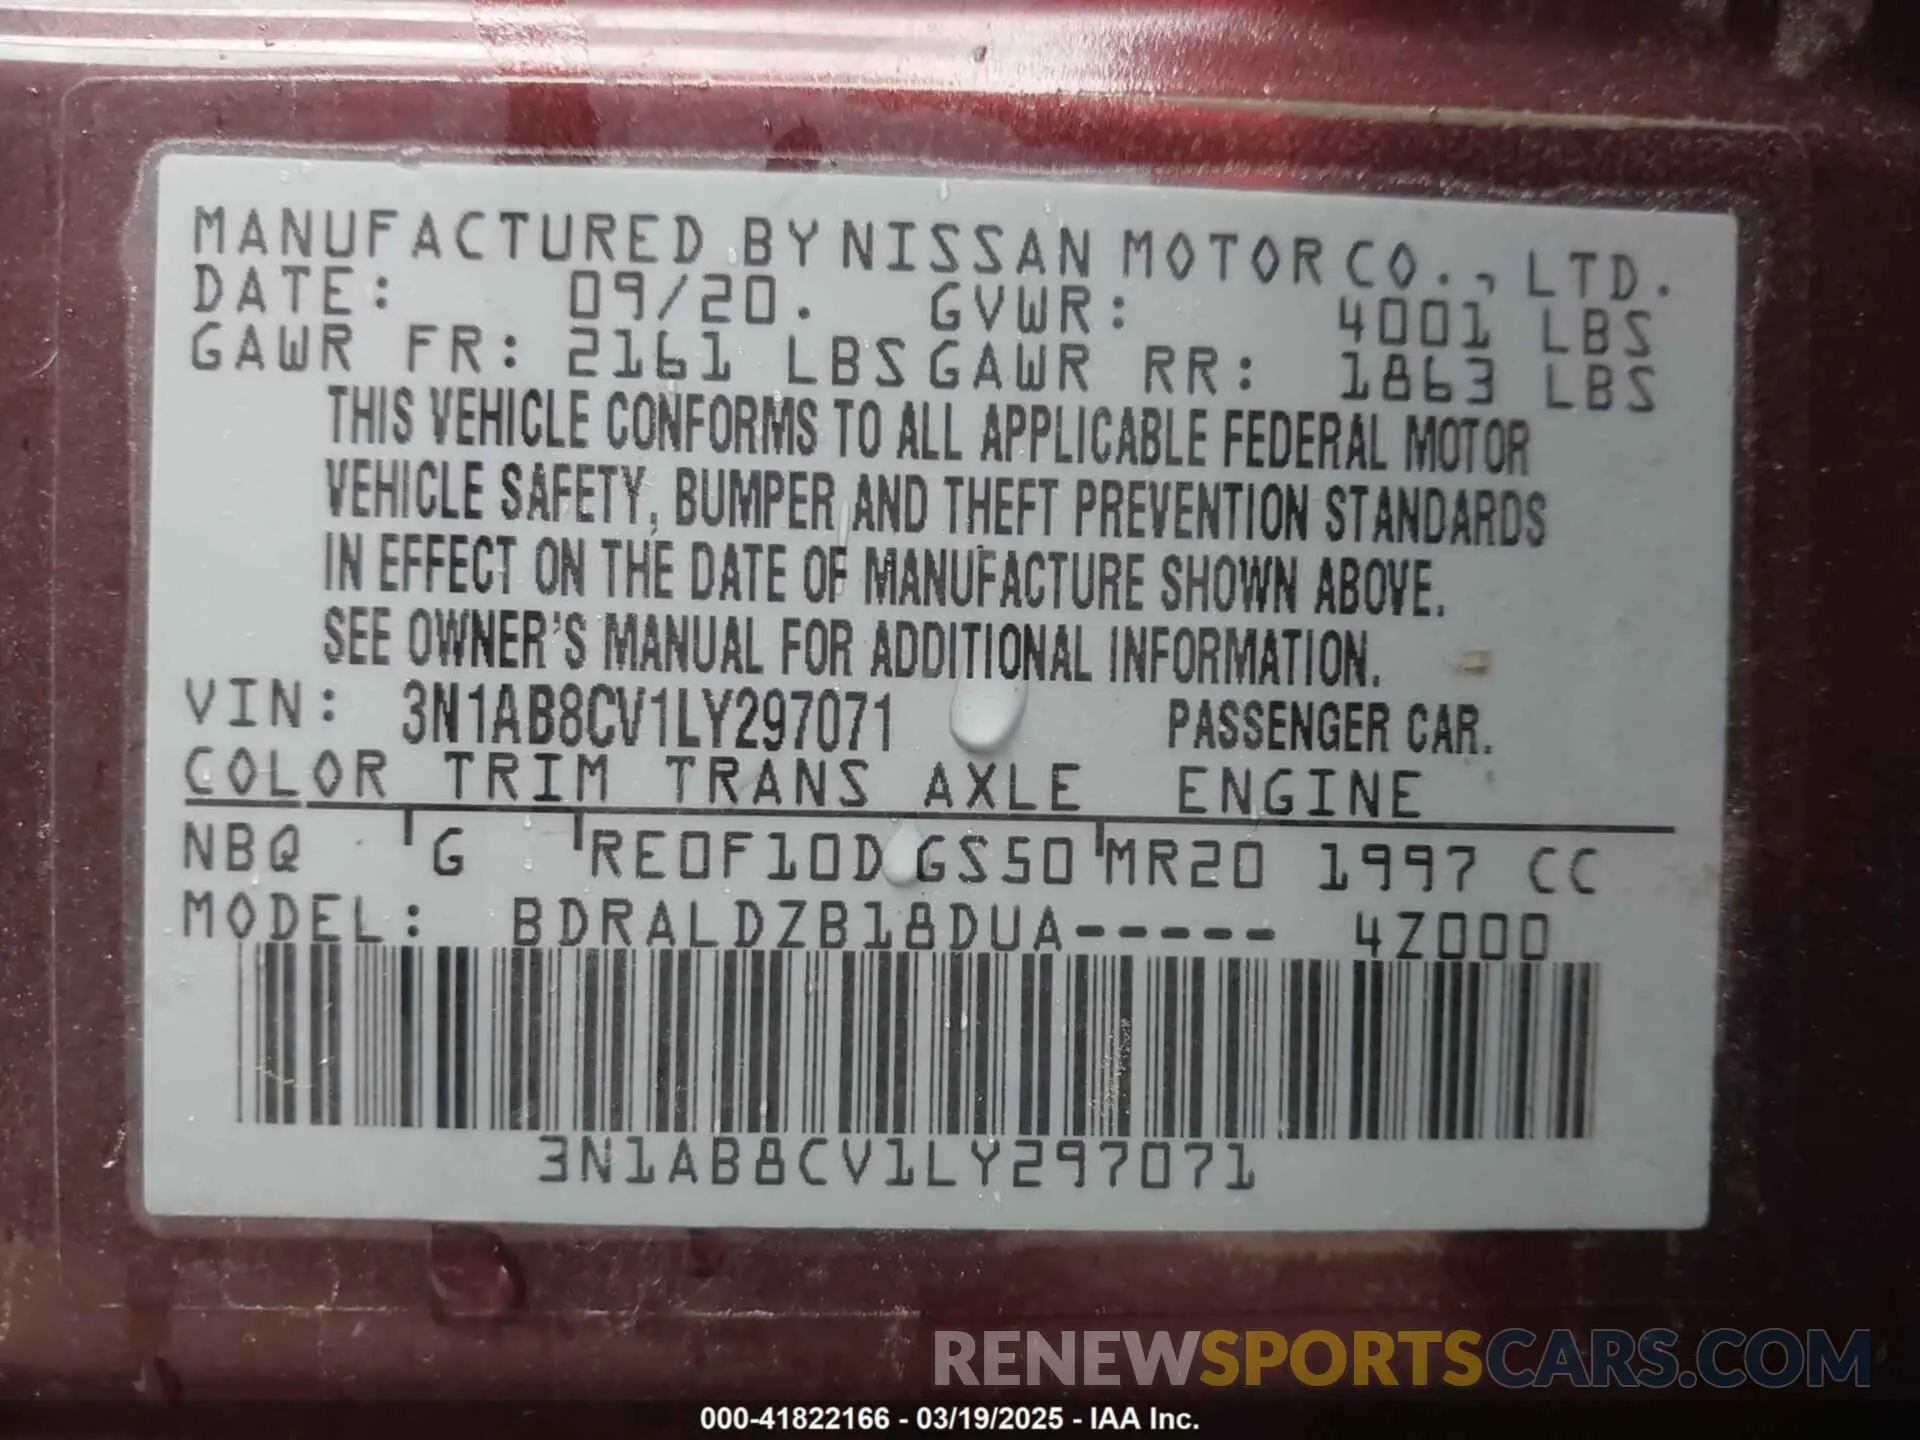 MANUFACTURED BY NISSAN MOTOR CO., LTD.
DATE: 09/20. GVWR: 4001 LBS
GAWR FR: 2161 LBS GAWR RR: 1863 LBS
THIS VEHICLE CONFORMS TO ALL APPLICABLE FEDERAL MOTOR
VEHICLE SAFETY, BUMPER AND THEFT PREVENTION STANDARDS
IN EFFECT ON THE DATE OF MANUFACTURE SHOWN ABOVE.
SEE OWNER'S MANUAL FOR ADDITIONAL INFORMATION.
VIN: 3N1AB8CV1LY297071 PASSENGER CAR.
COLOR TRIM TRANS AXLE ENGINE
NBQ G RE0F10D GS50 MR20 1997 CC
MODEL: BDRALDZB18DUA----- 4Z000
3N1AB8CV1LY297071
RENEWSPORTSCARS.COM
000-41822166 - 03/19/2025 - IAA Inc.